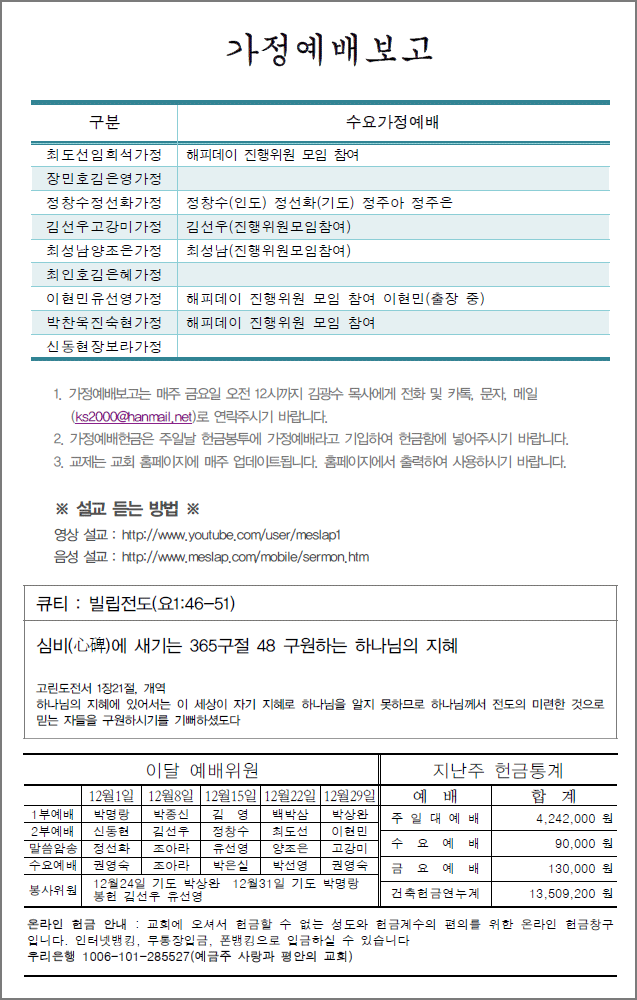 가정예배보고
구분 수요가정예배
최도선임희석가정 해피데이 진행위원 모임 참여
장민호김은영가정
정창수정선화가정 정창수(인도) 정선화(기도) 정주아 정주은
김선우고강미가정 김선우(진행위원모임참여)
최성남양조은가정 최성남(진행위원모임참여)
최인호김은혜가정
이현민유선영가정 해피데이 진행위원 모임 참여 이현민(출장 중)
박찬욱진숙현가정 해피데이 진행위원 모임 참여
신동현장보라가정
1. 가정예배보고는 매주 금요일 오전 12시까지 김광수 목사에게 전화 및 카톡, 문자, 메일
(ks2000@hanmail.net)로 연락주시기 바랍니다.
2. 가정예배헌금은 주일날 헌금봉투에 가정예배라고 기입하여 헌금함에 넣어주시기 바랍니다.
3. 교제는 교회 홈페이지에 매주 업데이트됩니다. 홈페이지에서 출력하여 사용하시기 바랍니다.
※ 설교 듣는 방법 ※
영상 설교 : http://www.youtube.com/user/meslap1
음성 설교 : http://www.meslap.com/mobile/sermon.htm
큐티 : 빌립전도(요1:46-51)
심비(心碑)에 새기는 365구절 48 구원하는 하나님의 지혜
고린도전서 1장21절, 개역
하나님의 지혜에 있어서는 이 세상이 자기 지혜로 하나님을 알지 못하므로 하나님께서 전도의 미련한 것으로
믿는 자들을 구원하시기를 기뻐하셨도다
이달 예배위원
12월1일 12월8일 12월15일 12월22일 12월29일
1부예배 박명랑 박종신 김 영 백박삼 박상완
2부예배 신동현 김선우 정창수 최도선 이현민
말씀암송 정선화 조아라 유선영 양조은 고강미
수요예배 권영숙 조아라 박은실 박선영 권영숙
봉사위원 12월24일 기도 박상완 12월31일 기도 박명랑
봉헌 김선우 유선영
지난주 헌금통계
예 배 합 계
주 일 대 예 배 4,242,000 원
수 요 예 배 90,000 원
금 요 예 배 130,000 원
건축헌금연누계 13,509,200 원
온라인 헌금 안내 : 교회에 오셔서 헌금할 수 없는 성도와 헌금계수의 편의를 위한 온라인 헌금창구
입니다. 인터넷뱅킹, 무통장입금, 폰뱅킹으로 입금하실 수 있습니다
우리은행 1006-101-285527(예금주 사랑과 평안의 교회)